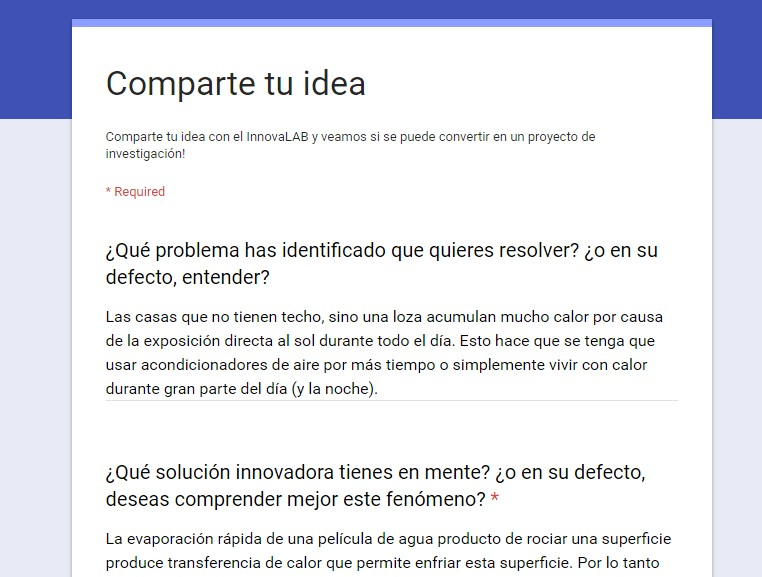 Comparte tu idea
Comparte tu idea con el InnovaLAB y veamos si se puede convertir en un proyecto de
investigación!
* Required
¿Qué problema has identificado que quieres resolver? ¿o en su
defecto, entender?
Las casas que no tienen techo, sino una loza acumulan mucho calor por causa
de la exposición directa al sol durante todo el día. Esto hace que se tenga que
usar acondicionadores de aire por más tiempo o simplemente vivir con calor
durante gran parte del día (y la noche).
¿Qué solución innovadora tienes en mente? ¿o en su defecto,
deseas comprender mejor este fenómeno? *
La evaporación rápida de una película de agua producto de rociar una superficie
produce transferencia de calor que permite enfriar esta superficie. Por lo tanto